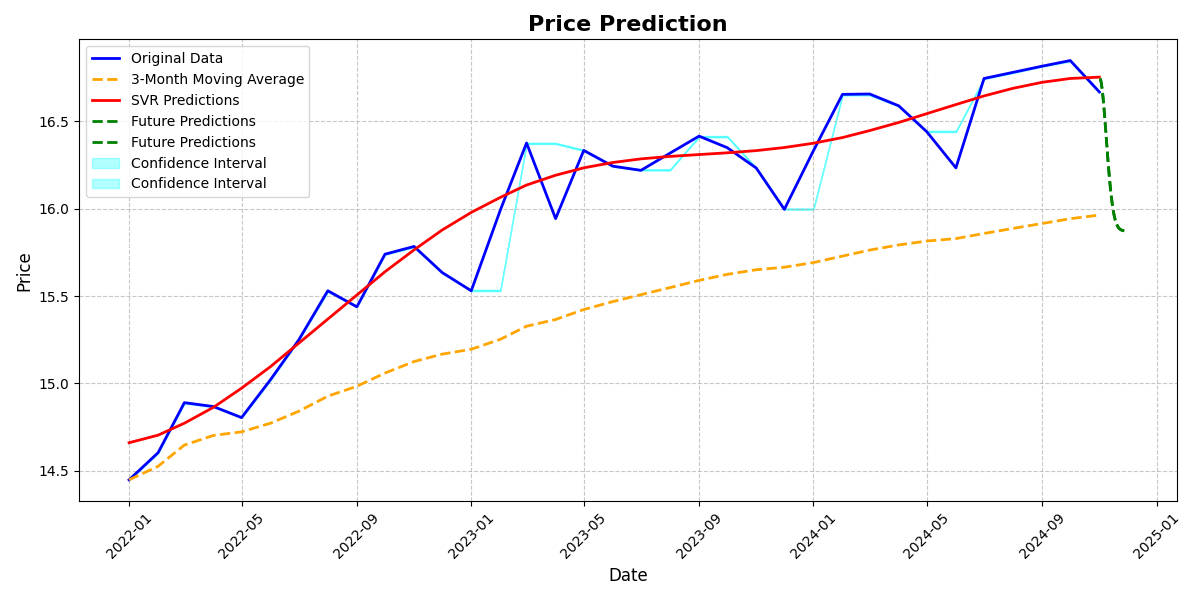 Price Prediction
Original Data
3-Month Moving Average
SVR Predictions
Future Predictions
Future Predictions
Confidence Interval
Confidence Interval
Price
16.5
16.0
15.5
15.0
14.5
2022-01
2022-05
2022-09
2023-01
2023-05
2023-09
2024-01
2024-05
2024-09
2025-01
Date